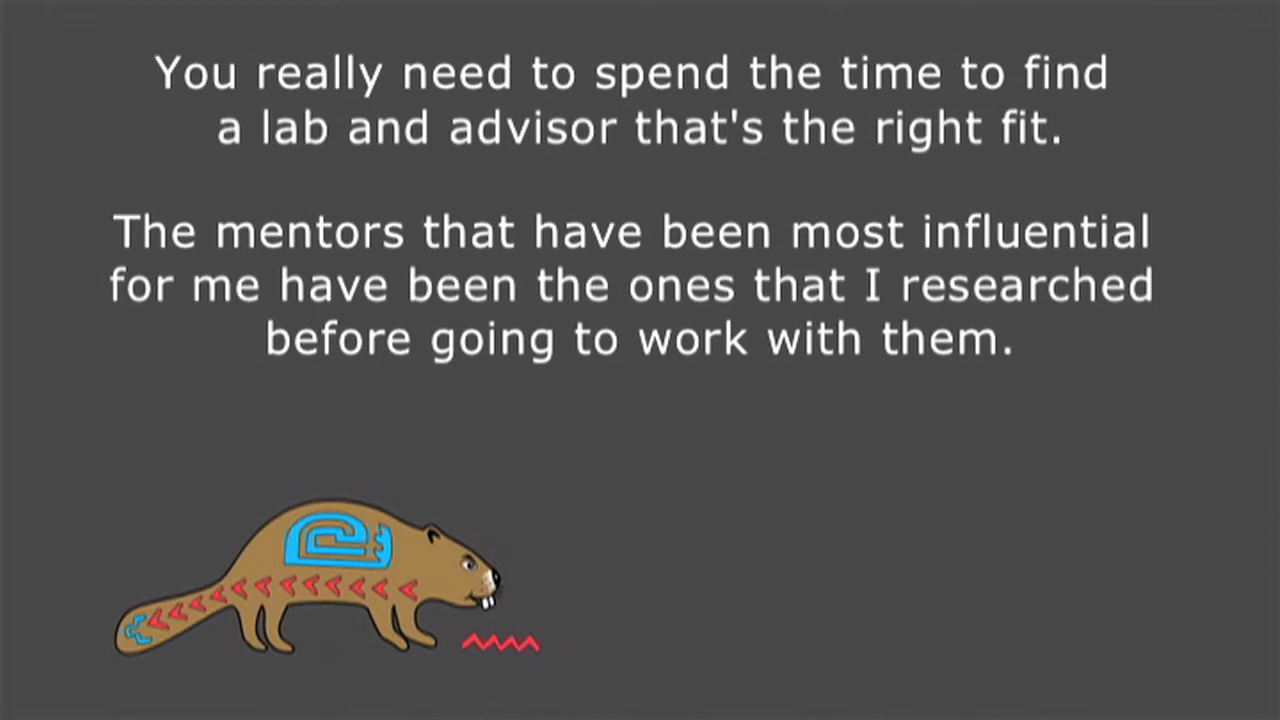 You really need to spend the time to find
a lab and advisor that's the right fit.
The mentors that have been most influential
for me have been the ones that I researched
before going to work with them.